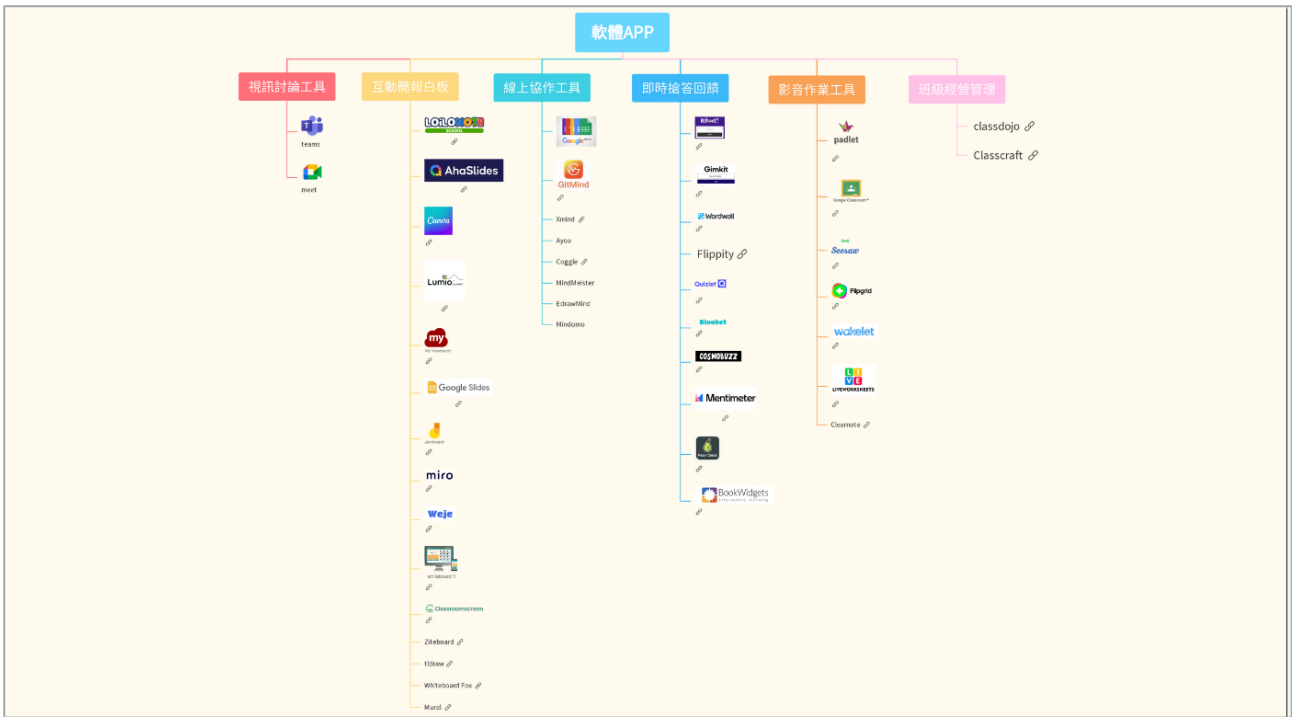 軟體APP
視訊討論工具
teams
meet
互動簡報白板
LOiLONOTE
SCHOOL
AhaSlides
Canva
Lumio
my
Google Slides
Jamboard
miro
Weje
Classroomscreen
Ziteboard
tldraw
Whiteboard Fox
Mural
線上協作工具
Google
GitMind
Xmind
Ayoa
Coggle
MindMeister
EdrawMind
Mindomo
即時搶答回饋
Kahoot!
Gimkit
Wordwall
Flippity
Quizlet
Blooket
COSMOBUZZ
Mentimeter
Pear Deck
BookWidgets
interactive learning
影音作業工具
padlet
Google Classroom
Seesaw
Flipgrid
wakelet
LIVE
LIVEWORKSHEETS
Clearnote
班級經營管理
classdojo
Classcraft